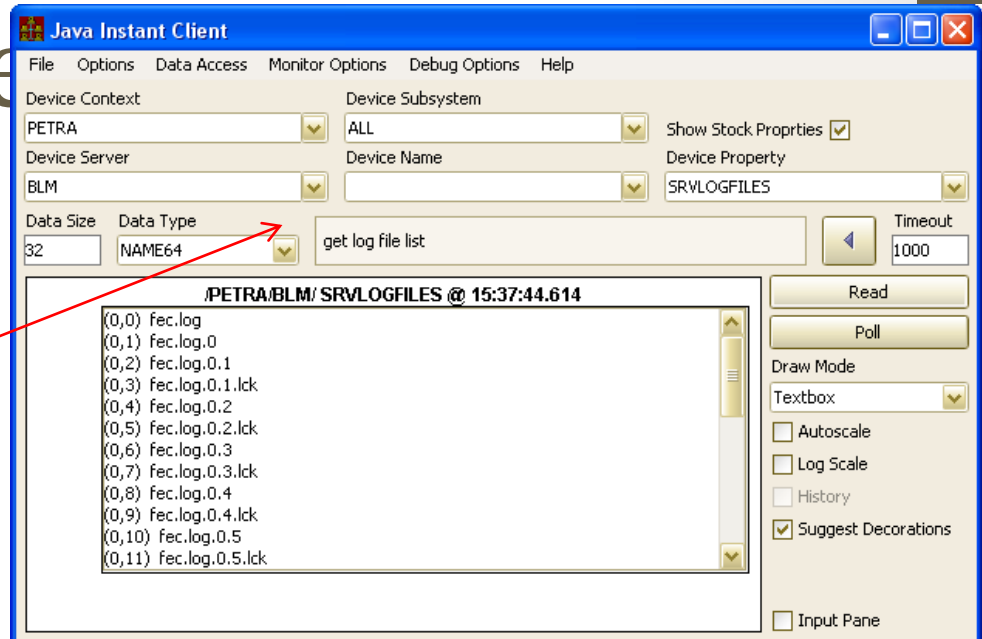 Java Instant Client
File Options Data Access Monitor Options Debug Options Help
Device Context Device Subsystem
PETRA ALL Show Stock Proprties
Device Server Device Name Device Property
BLM SRVLOGFILES
Data Size Data Type Timeout
32 NAME64 get log file list 1000
/PETRA/BLM/ SRVLOGFILES @ 15:37:44.614
(0,0) fec.log
(0,1) fec.log.0
(0,2) fec.log.0.1
(0,3) fec.log.0.1.lck
(0,4) fec.log.0.2
(0,5) fec.log.0.2.lck
(0,6) fec.log.0.3
(0,7) fec.log.0.3.lck
(0,8) fec.log.0.4
(0,9) fec.log.0.4.lck
(0,10) fec.log.0.5
(0,11) fec.log.0.5.lck
Read
Poll
Draw Mode
Textbox
Autoscale
Log Scale
History
Suggest Decorations
Input Pane